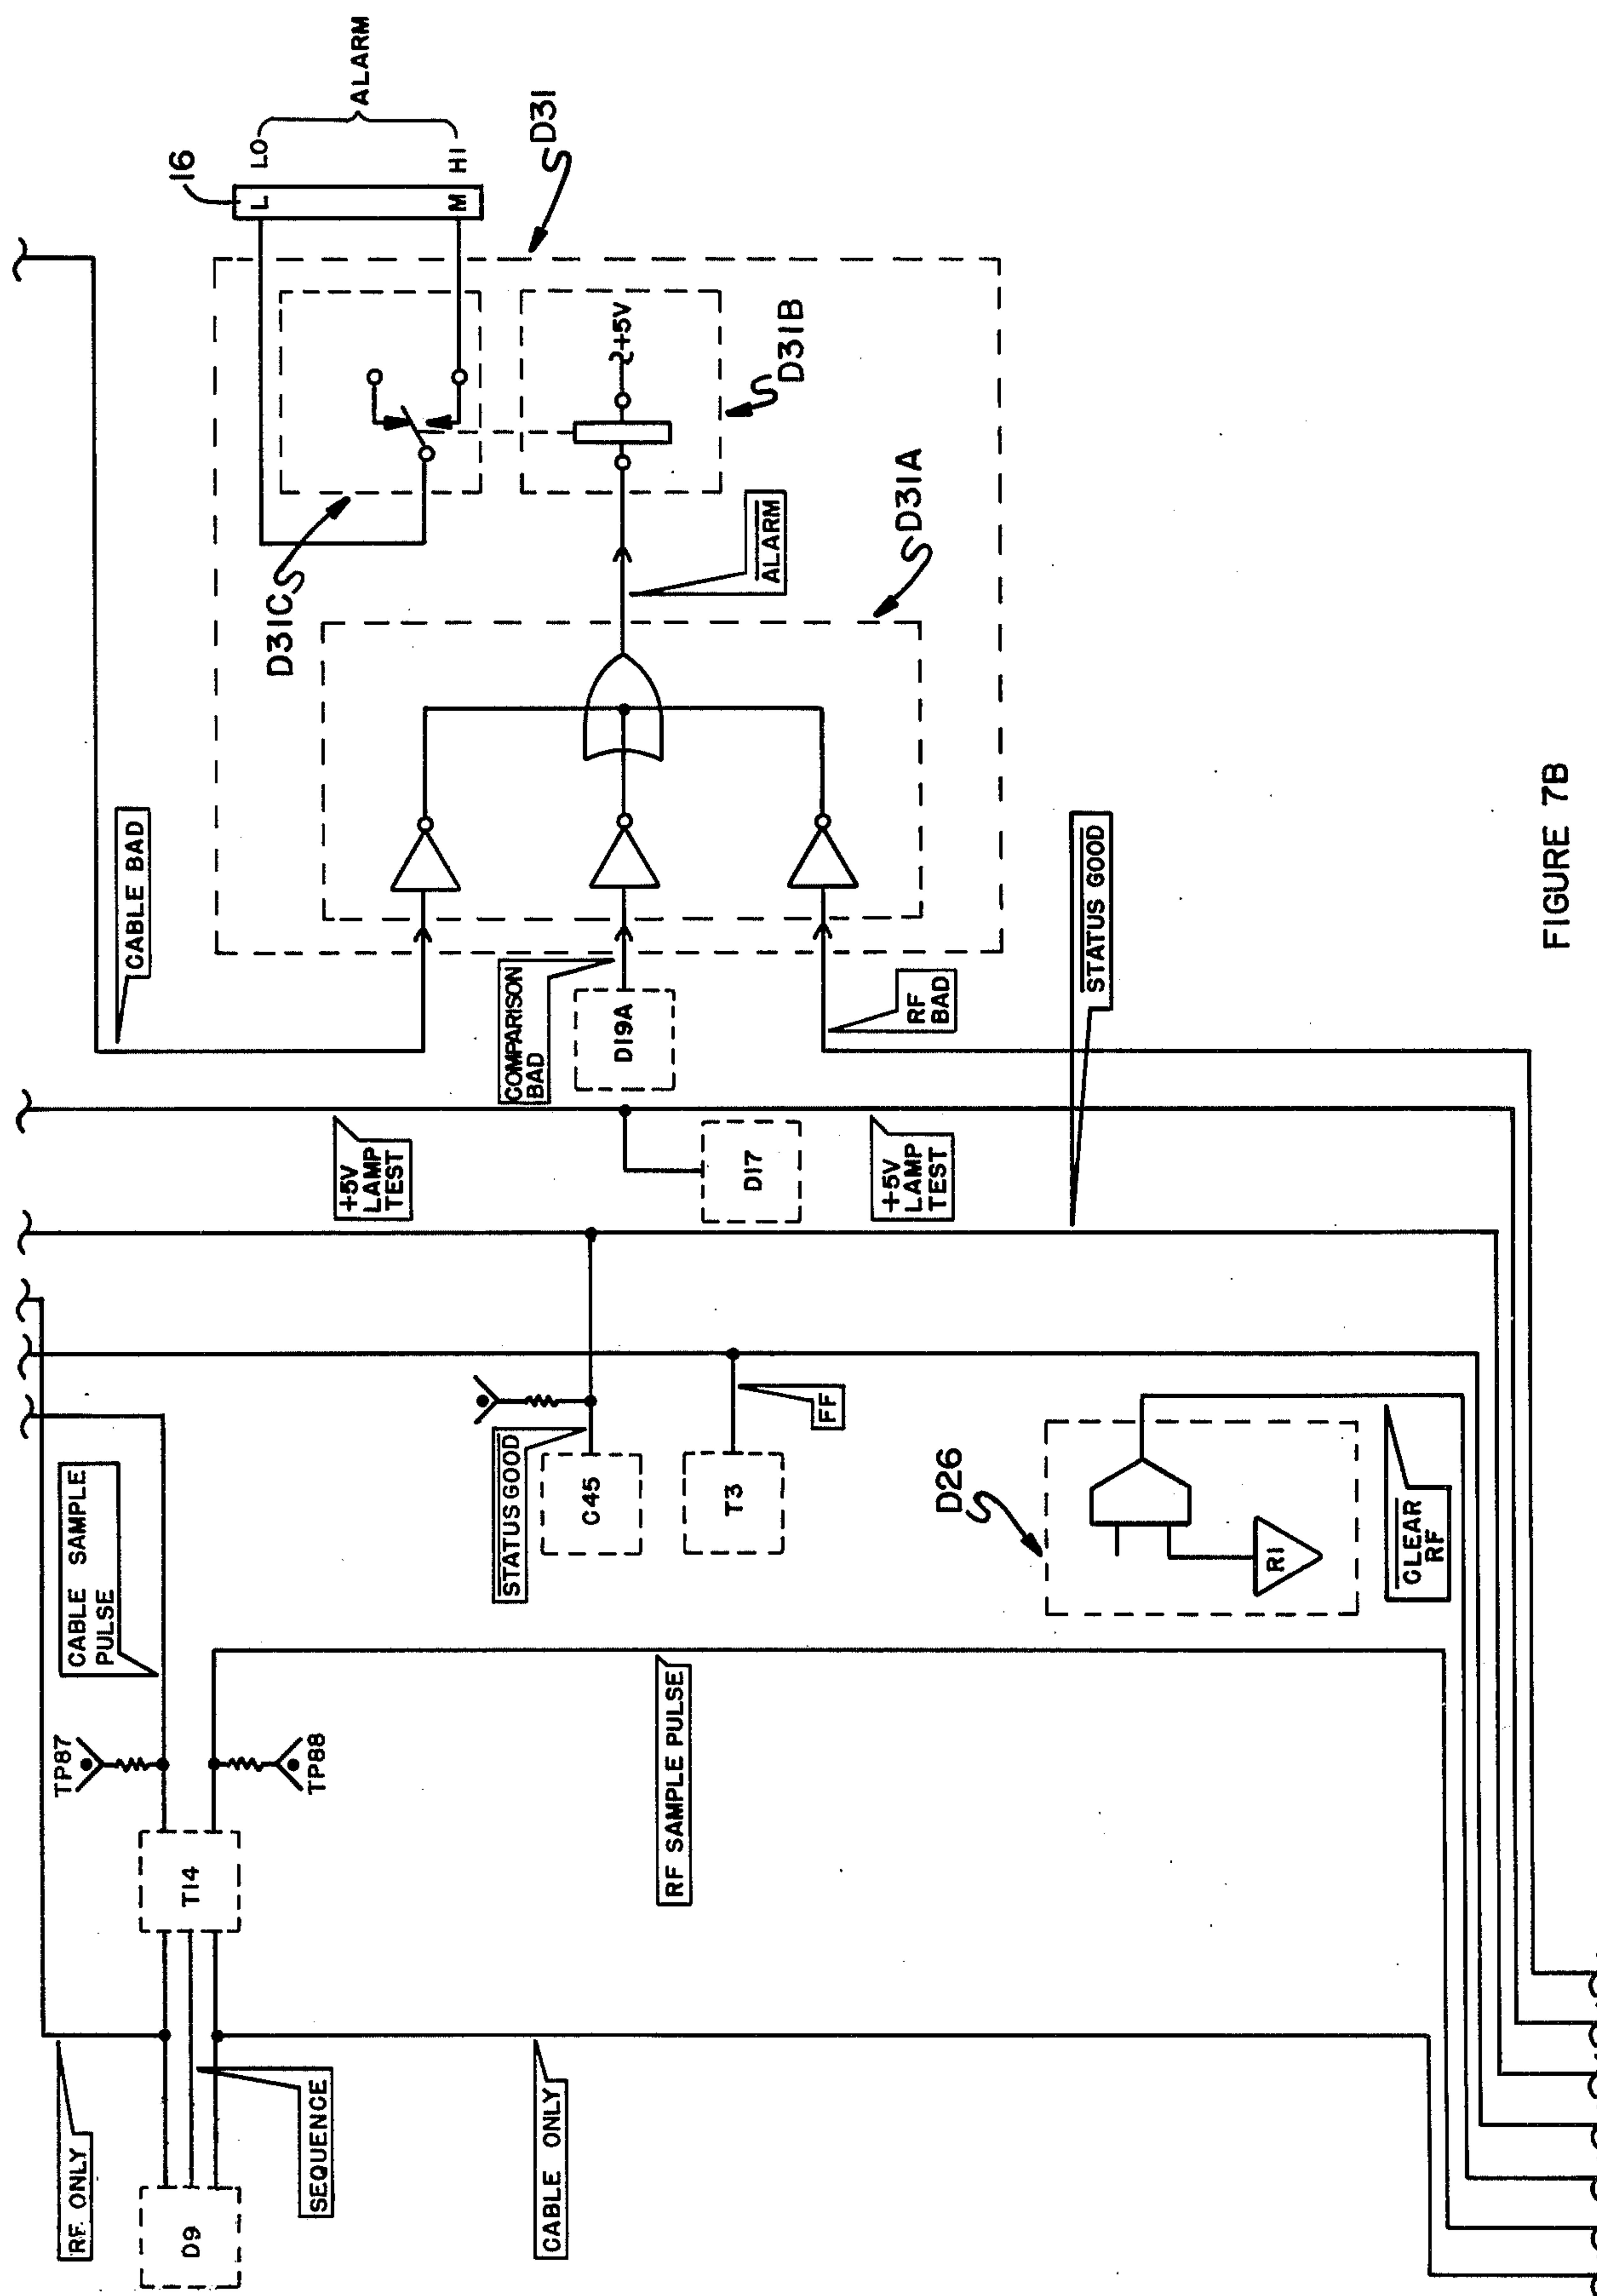 RF ONLY
D9
SEQUENCE
CABLE ONLY
T14
TP87
TP88
CABLE SAMPLE
PULSE
RF SAMPLE PULSE
STATUS GOOD
C45
T3
FF
D26
R1
CLEAR
RF
+5V
LAMP
TEST
D17
+5V
LAMP
TEST
STATUS GOOD
CABLE BAD
COMPARISON
BAD
D19A
RF
BAD
D31C
ALARM
D31A
+5V
D31B
D31
16
L
LO
M
HI
ALARM
FIGURE 7B